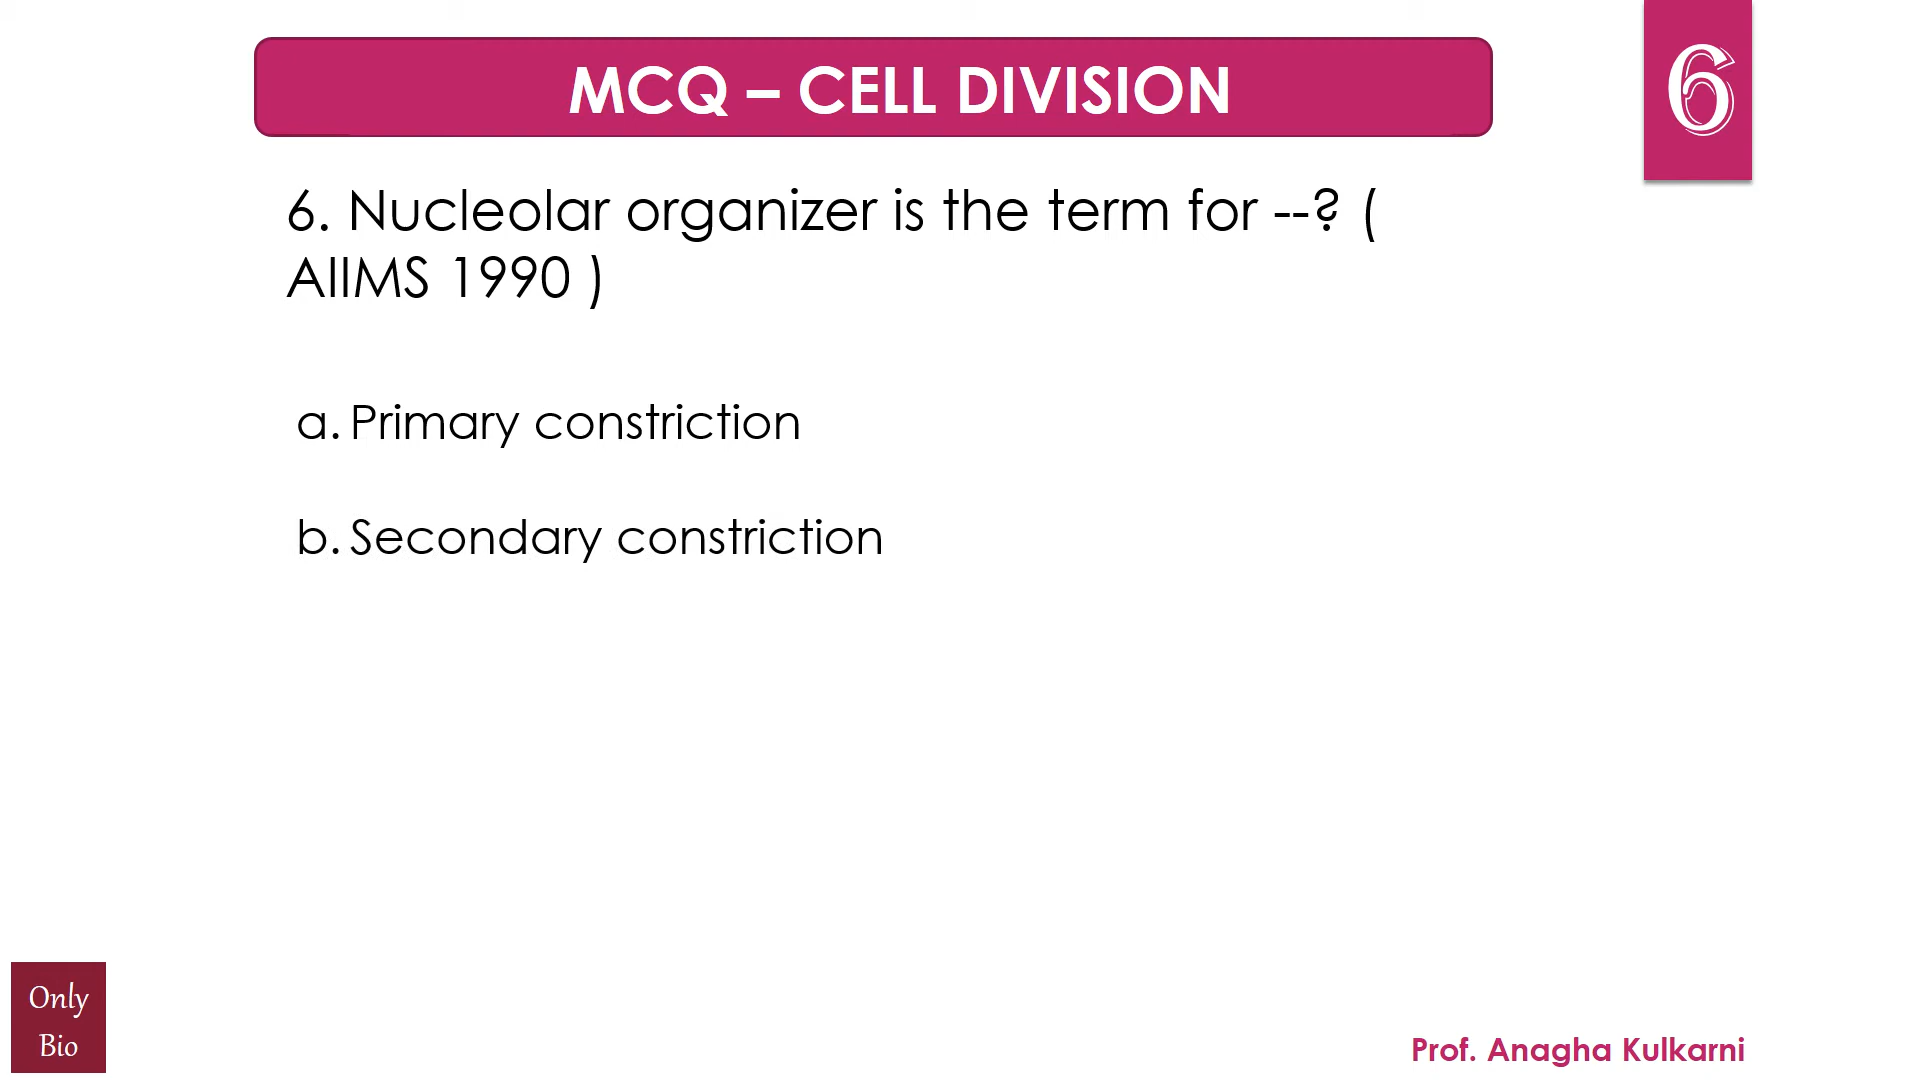 MCQ – CELL DIVISION
6
6. Nucleolar organizer is the term for --? (
AIIMS 1990 )
a. Primary constriction
b. Secondary constriction
Only
Bio
Prof. Anagha Kulkarni